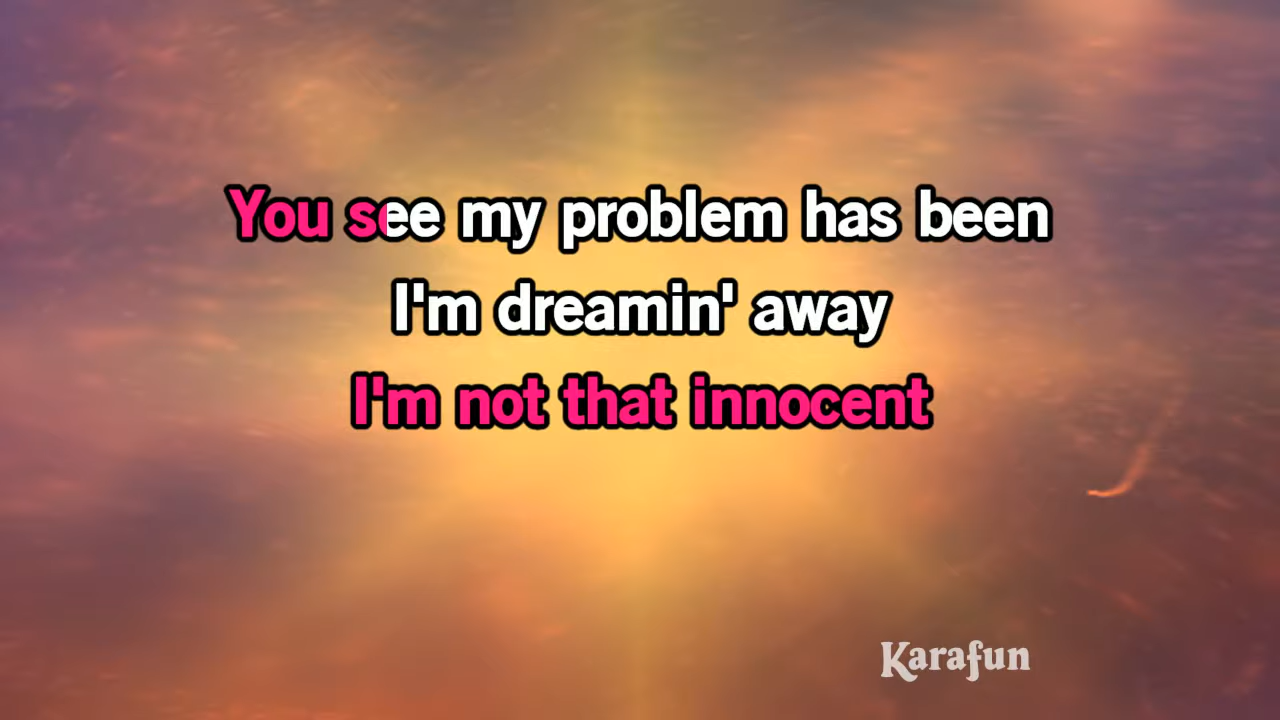 You see my problem has been
I'm dreamin' away
I'm not that innocent
Karafun